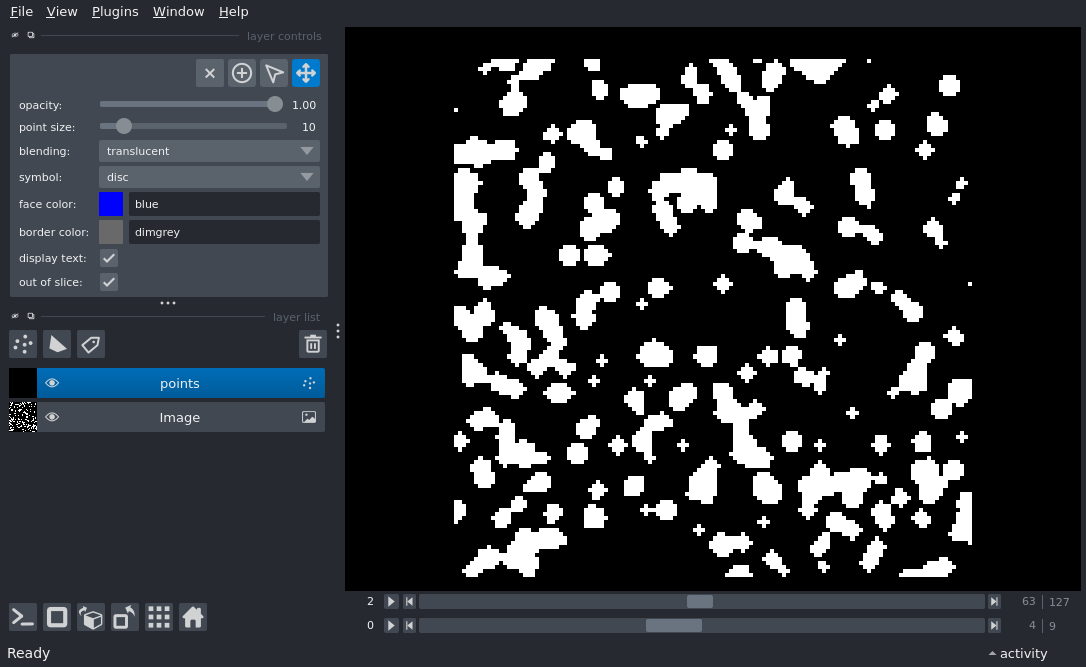 File View Plugins Window Help
layer controls
opacity: 1.00
point size: 10
blending: translucent
symbol: disc
face color: blue
border color: dimgrey
display text:
out of slice:
layer list
points
Image
2 63 127
0 4 9
Ready activity